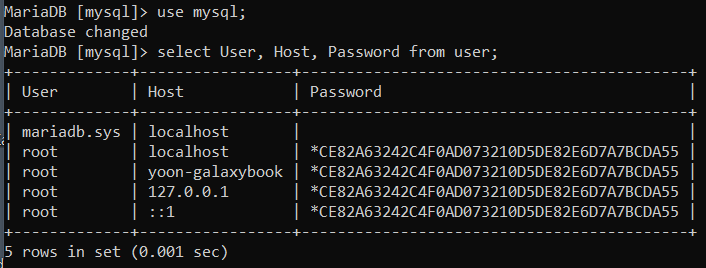 MariaDB [mysql]> use mysql;
Database changed
MariaDB [mysql]> select User, Host, Password from user;
+-------------+----------------+-------------------------------------------+
| User        | Host           | Password                                  |
+-------------+----------------+-------------------------------------------+
| mariadb.sys | localhost      |                                           |
| root        | localhost      | *CE82A63242C4F0AD073210D5DE82E6D7A7BCDA55 |
| root        | yoon-galaxybook | *CE82A63242C4F0AD073210D5DE82E6D7A7BCDA55 |
| root        | 127.0.0.1      | *CE82A63242C4F0AD073210D5DE82E6D7A7BCDA55 |
| root        | ::1            | *CE82A63242C4F0AD073210D5DE82E6D7A7BCDA55 |
+-------------+----------------+-------------------------------------------+
5 rows in set (0.001 sec)